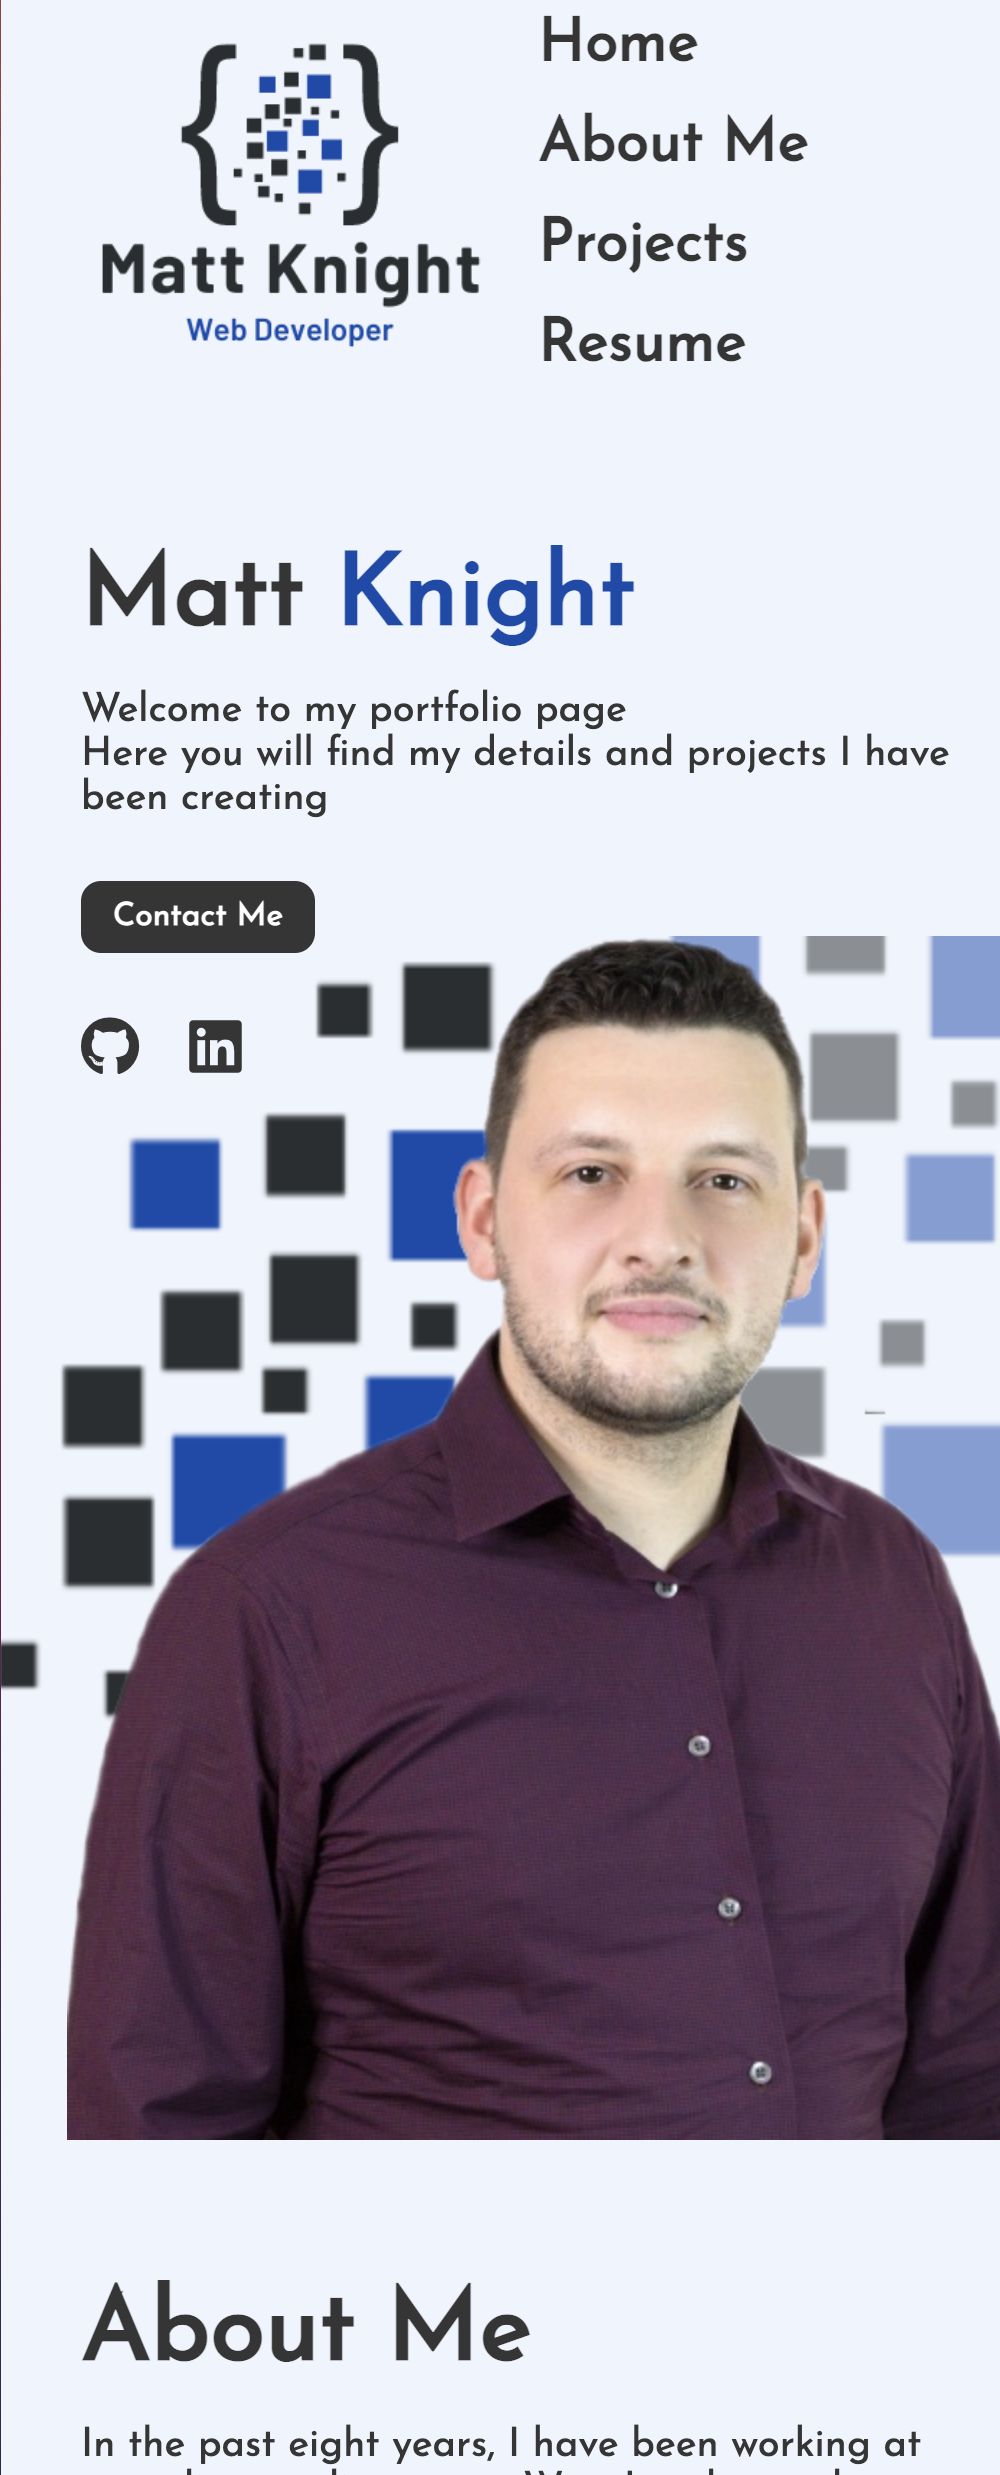 Matt Knight
Web Developer
Home
About Me
Projects
Resume
Matt Knight
Welcome to my portfolio page
Here you will find my details and projects I have
been creating
Contact Me
in
About Me
In the past eight years, I have been working at